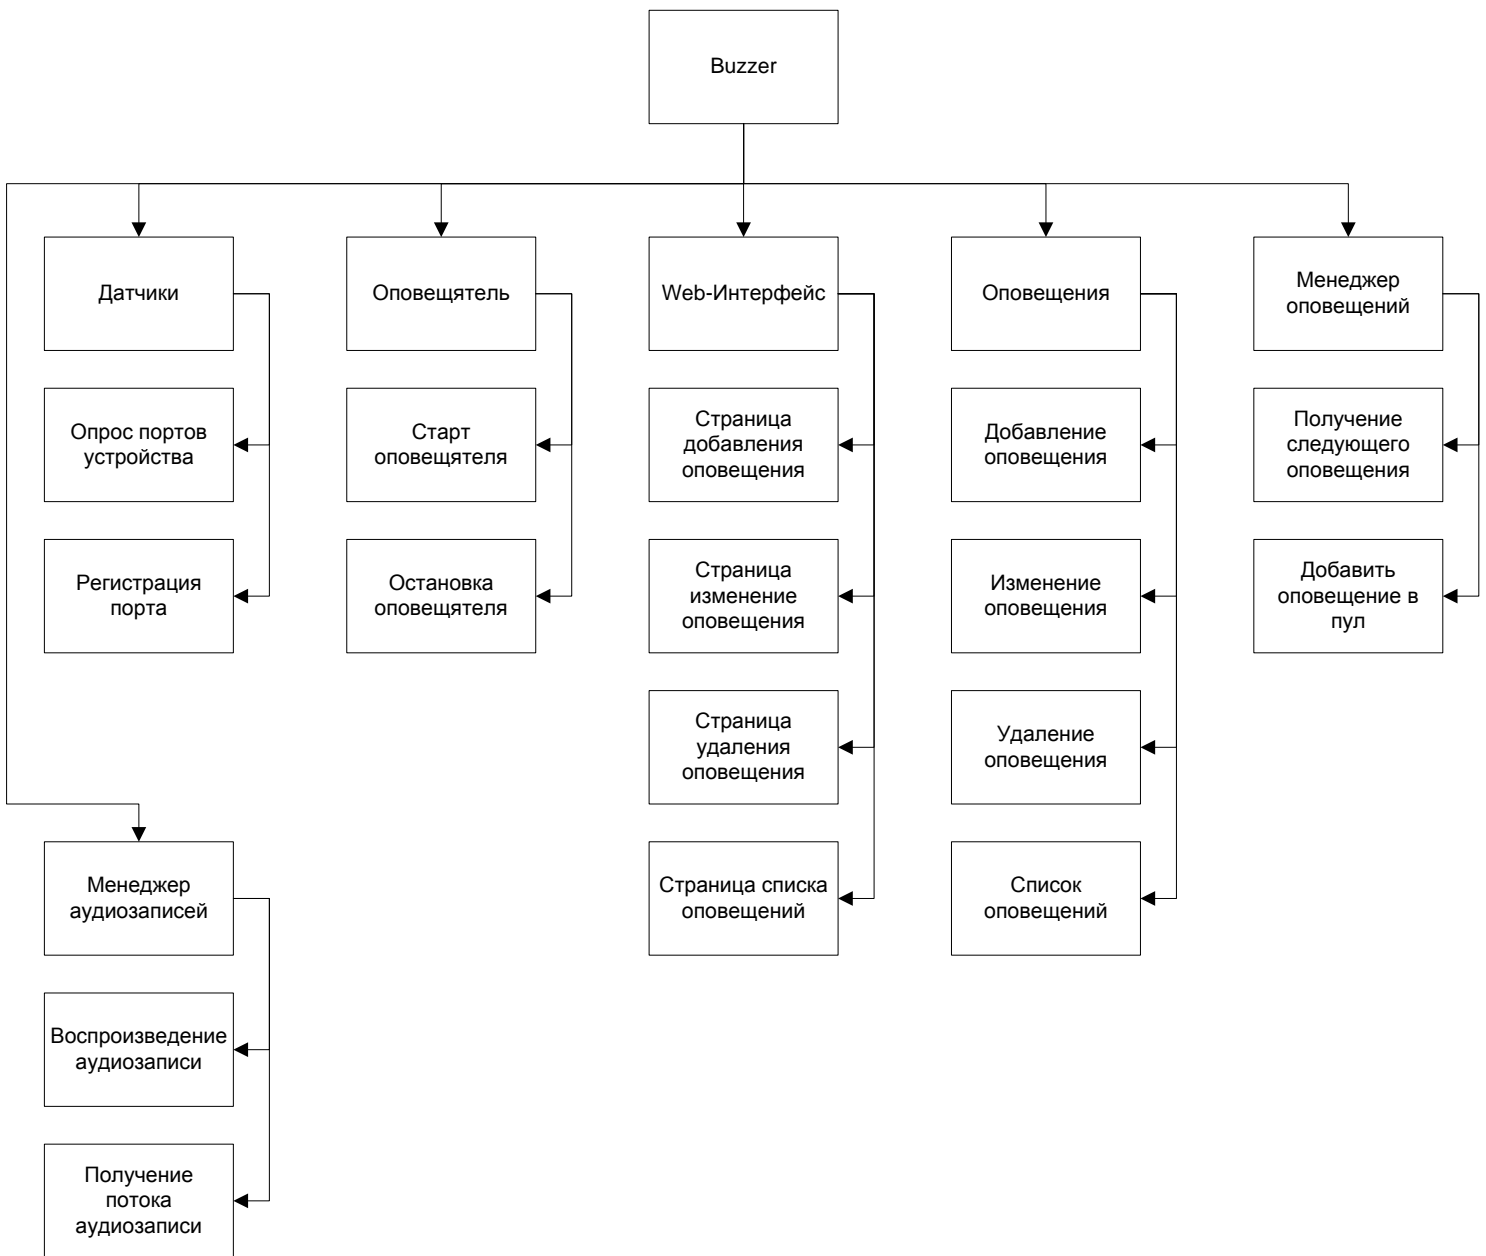 Buzzer
Датчики
Оповещятель
Web-Интерфейс
Оповещения
Менеджер
оповещений
Опрос портов
устройства
Старт
оповещятеля
Страница
добавления
оповещения
Добавление
оповещения
Получение
следующего
оповещения
Регистрация
порта
Остановка
оповещятеля
Страница
изменение
оповещения
Изменение
оповещения
Добавить
оповещение в
пул
Страница
удаления
оповещения
Удаление
оповещения
Менеджер
аудиозаписей
Страница списка
оповещений
Список
оповещений
Воспроизведение
аудиозаписи
Получение
потока
аудиозаписи